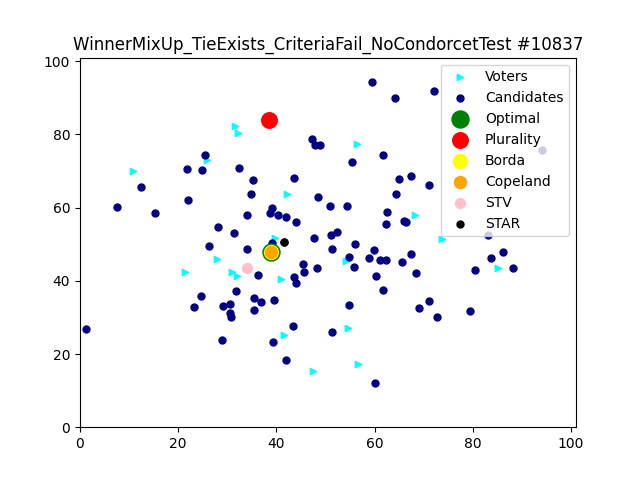 WinnerMixUp_TieExists_CriteriaFail_NoCondorcetTest #10837
Voters
Candidates
Optimal
Plurality
Borda
Copeland
STV
STAR
100
80
60
40
20
0
0 20 40 60 80 100